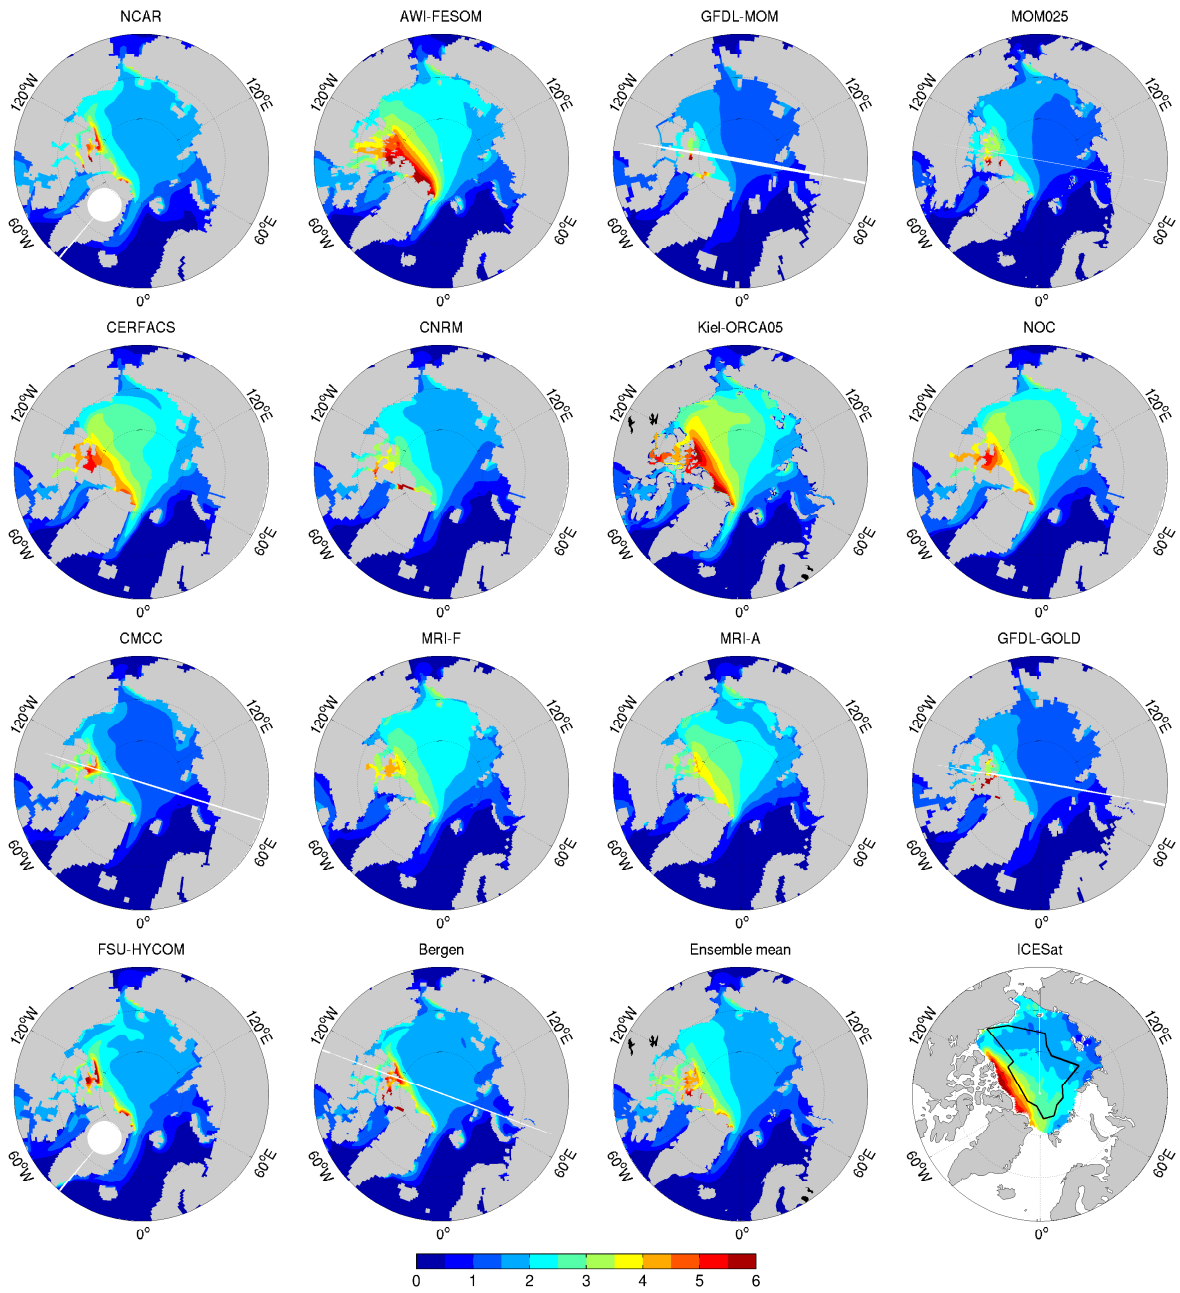 NCAR AWI-FESOM GFDL-MOM MOM025
120°W 120°E 120°W 120°E 120°W 120°E 120°W 120°E
60°W 60°E 60°W 60°E 60°W 60°E 60°W 60°E
0° 0° 0° 0°
CERFACS CNRM Kiel-ORCA05 NOC
120°W 120°E 120°W 120°E 120°W 120°E 120°W 120°E
60°W 60°E 60°W 60°E 60°W 60°E 60°W 60°E
0° 0° 0° 0°
CMCC MRI-F MRI-A GFDL-GOLD
120°W 120°E 120°W 120°E 120°W 120°E 120°W 120°E
60°W 60°E 60°W 60°E 60°W 60°E 60°W 60°E
0° 0° 0° 0°
FSU-HYCOM Bergen Ensemble mean ICESat
120°W 120°E 120°W 120°E 120°W 120°E 120°W 120°E
60°W 60°E 60°W 60°E 60°W 60°E 60°W 60°E
0° 0° 0° 0°
0 1 2 3 4 5 6